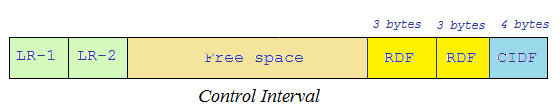 3 bytes 3 bytes 4 bytes
LR-1 LR-2 Free space RDF RDF CIDF
Control Interval